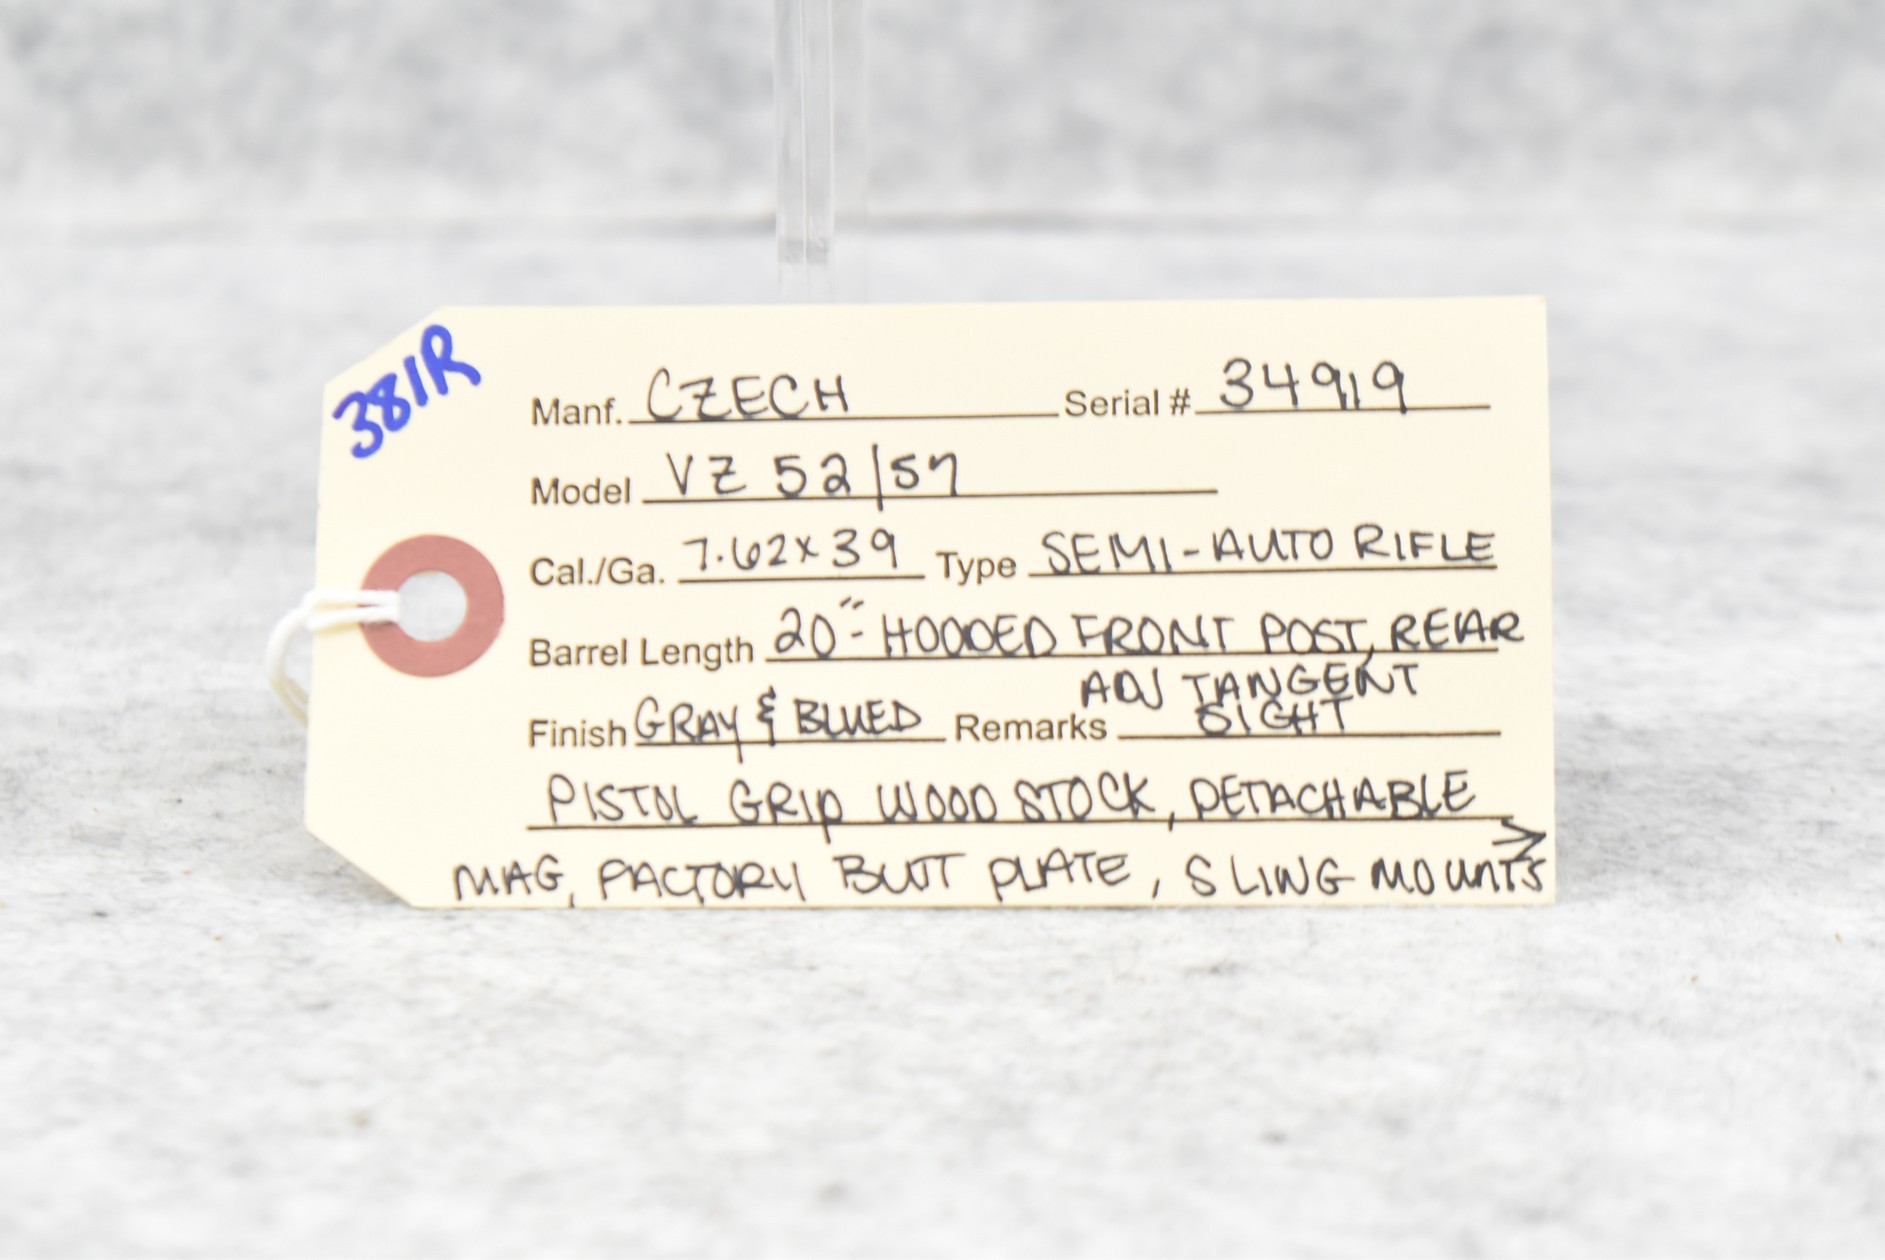 381R
Manf. CZECH Serial # 34919
Model VZ 52/57
Cal./Ga. 7.62x39 Type SEMI-AUTO RIFLE
Barrel Length 20"- HOODED FRONT POST, REAR
ADJ TANGENT
Finish GRAY & BLUED Remarks SIGHT
PISTOL GRIP WOOD STOCK, DETACHABLE
MAG, FACTORY BUTT PLATE, SLING MOUNTS →